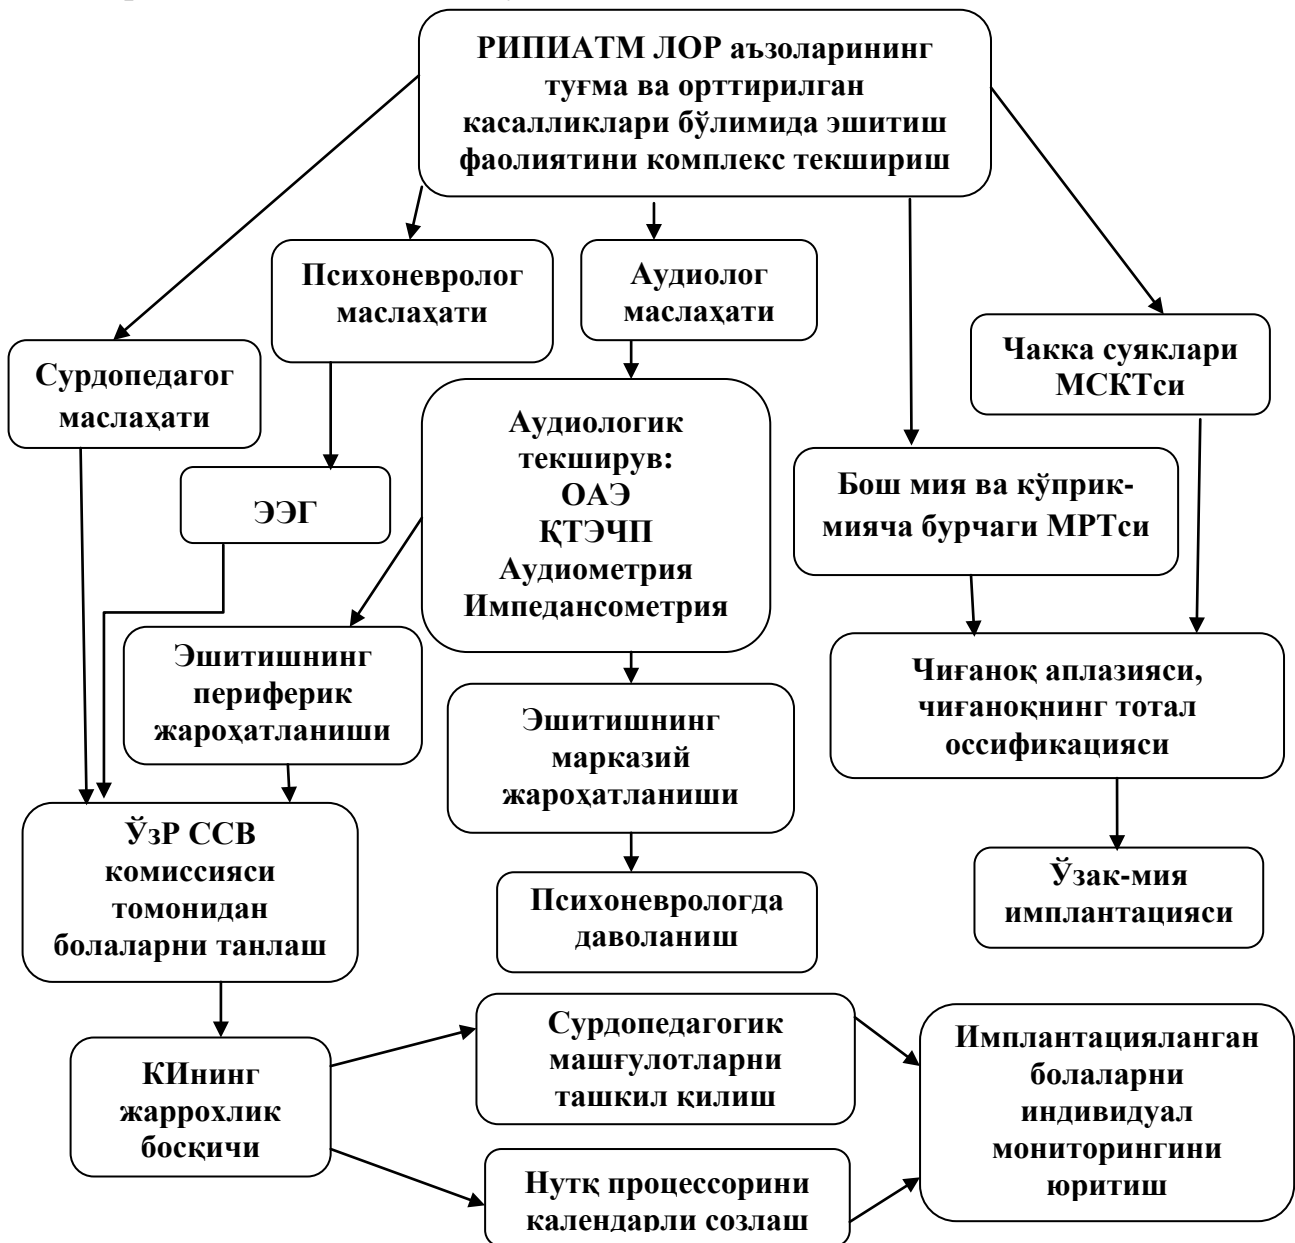 РИПИАТМ ЛОР аъзоларининг
туғма ва орттирилган
касалликлари бўлимида эшитиш
фаолиятини комплекс текшириш
Психоневролог
маслаҳати
Аудиолог
маслаҳати
Сурдопедагог
маслаҳати
Чакка суяклари
МСКТси
Аудиологик
текширув:
ОАЭ
ҚТЭЧП
Аудиометрия
Импедансометрия
ЭЭГ
Бош мия ва кўприк-
мияча бурчаги МРТси
Эшитишнинг
периферик
жароҳатланиши
Эшитишнинг
марказий
жароҳатланиши
Чиғаноқ аплазияси,
чиғаноқнинг тотал
оссификацияси
ЎзР ССВ
комиссияси
томонидан
болаларни танлаш
Психоневрологда
даволаниш
Ўзак-мия
имплантацияси
КИнинг
жаррохлик
босқичи
Сурдопедагогик
машғулотларни
ташкил қилиш
Нутқ процессорини
календарли созлаш
Имплантацияланган
болаларни
индивидуал
мониторингини
юритиш